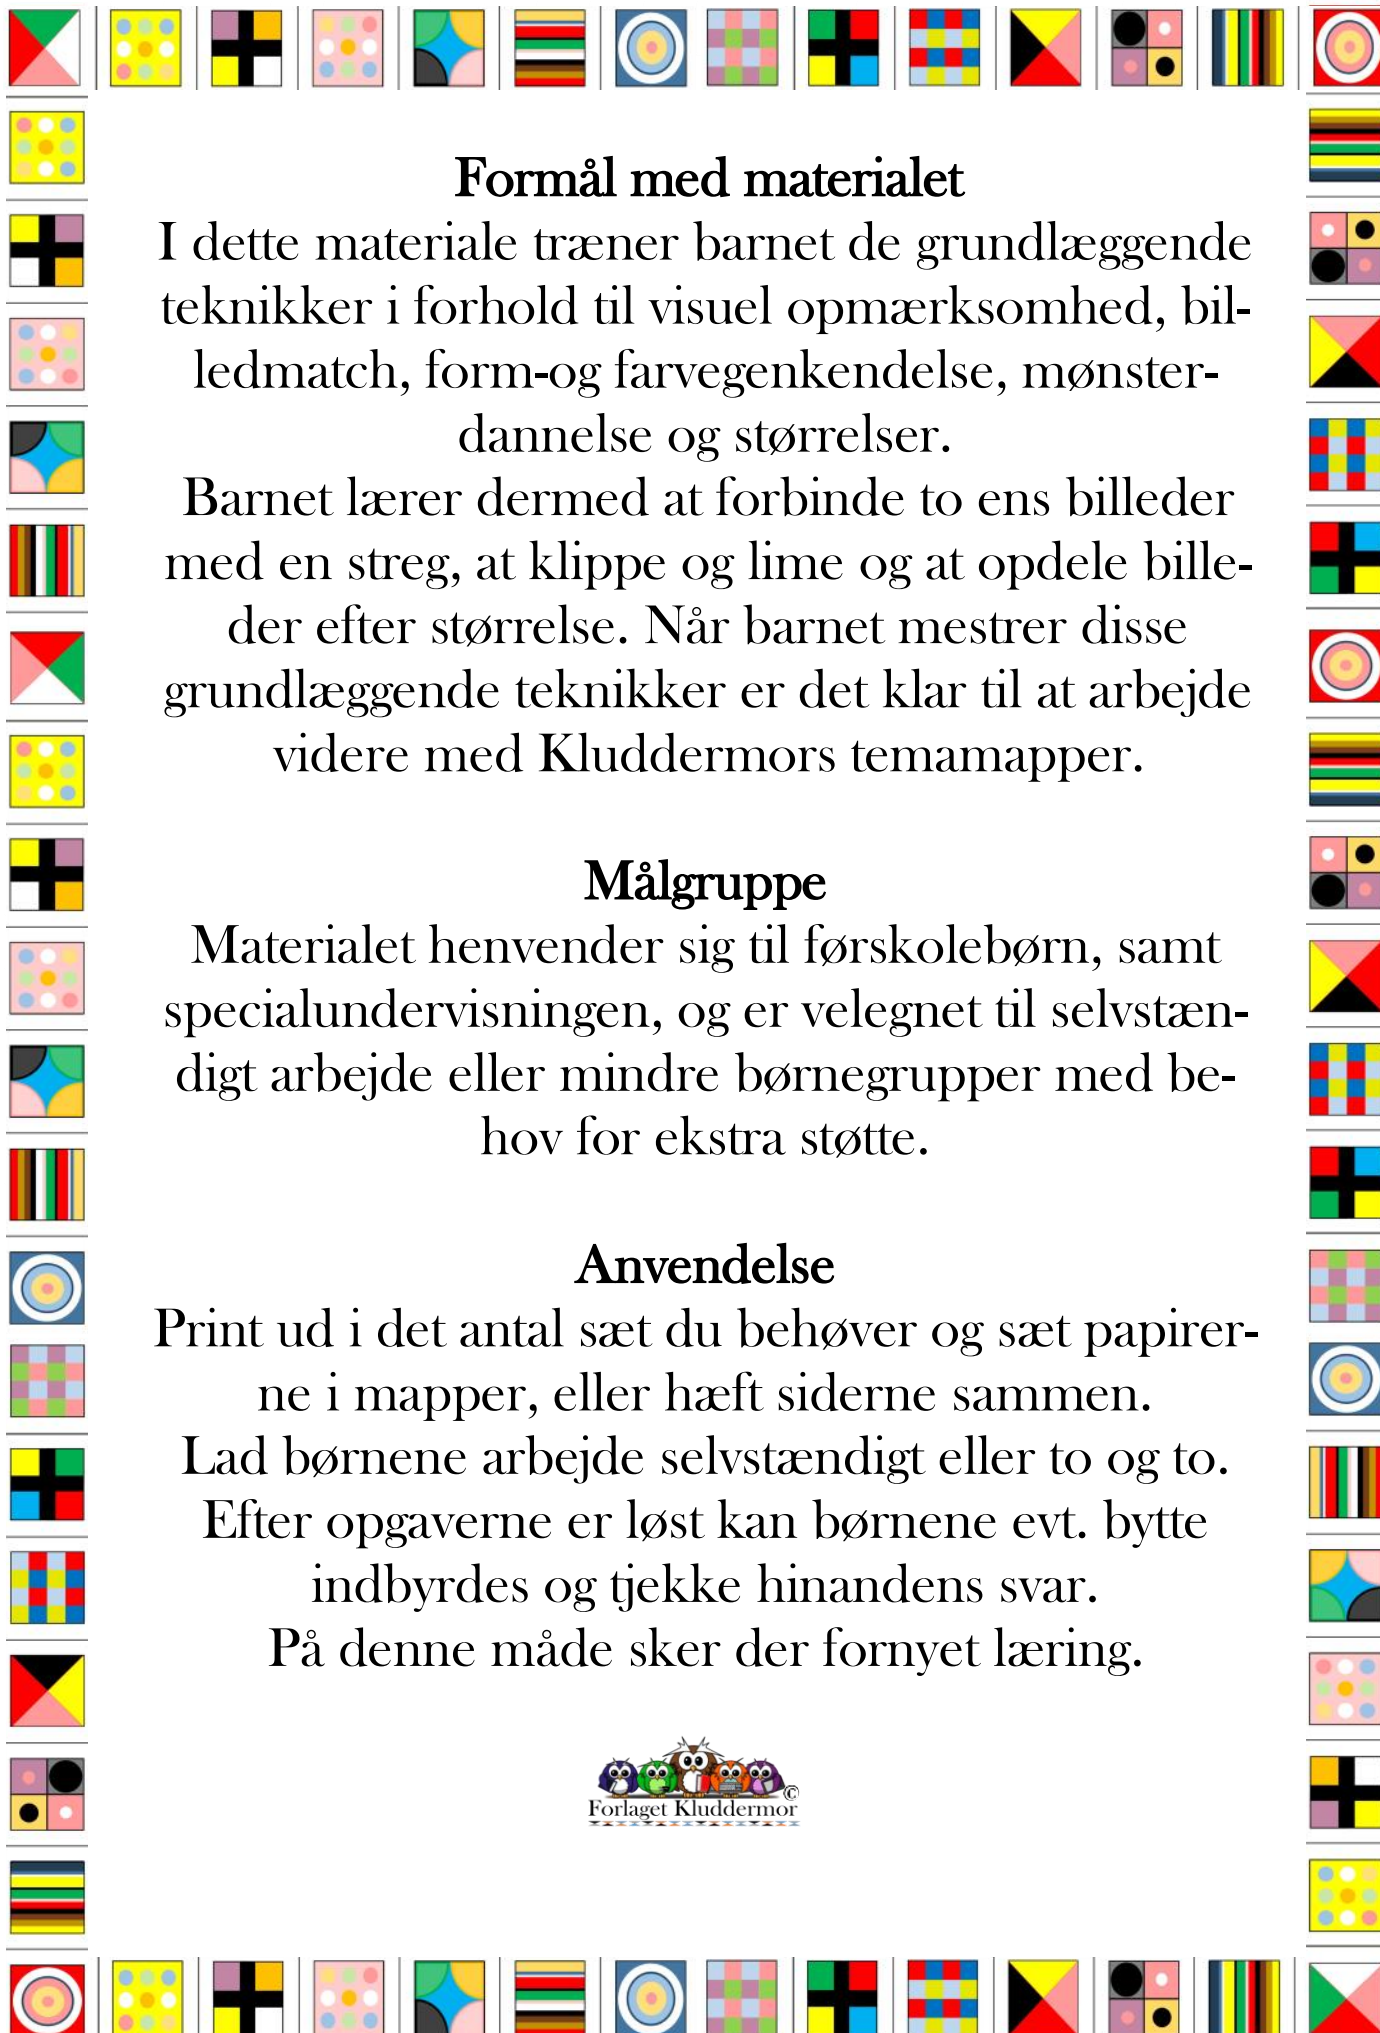 Formål med materialet
I dette materiale træner barnet de grundlæggende
teknikker i forhold til visuel opmærksomhed, bil-
ledmatch, form-og farvegenkendelse, mønster-
dannelse og størrelser.
Barnet lærer dermed at forbinde to ens billeder
med en streg, at klippe og lime og at opdele bille-
der efter størrelse. Når barnet mestrer disse
grundlæggende teknikker er det klar til at arbejde
videre med Kluddermors temamapper.
Målgruppe
Materialet henvender sig til førskolebørn, samt
specialundervisningen, og er velegnet til selvstæn-
digt arbejde eller mindre børnegrupper med be-
hov for ekstra støtte.
Anvendelse
Print ud i det antal sæt du behøver og sæt papirer-
ne i mapper, eller hæft siderne sammen.
Lad børnene arbejde selvstændigt eller to og to.
Efter opgaverne er løst kan børnene evt. bytte
indbyrdes og tjekke hinandens svar.
På denne måde sker der fornyet læring.
©
Forlaget Kluddermor